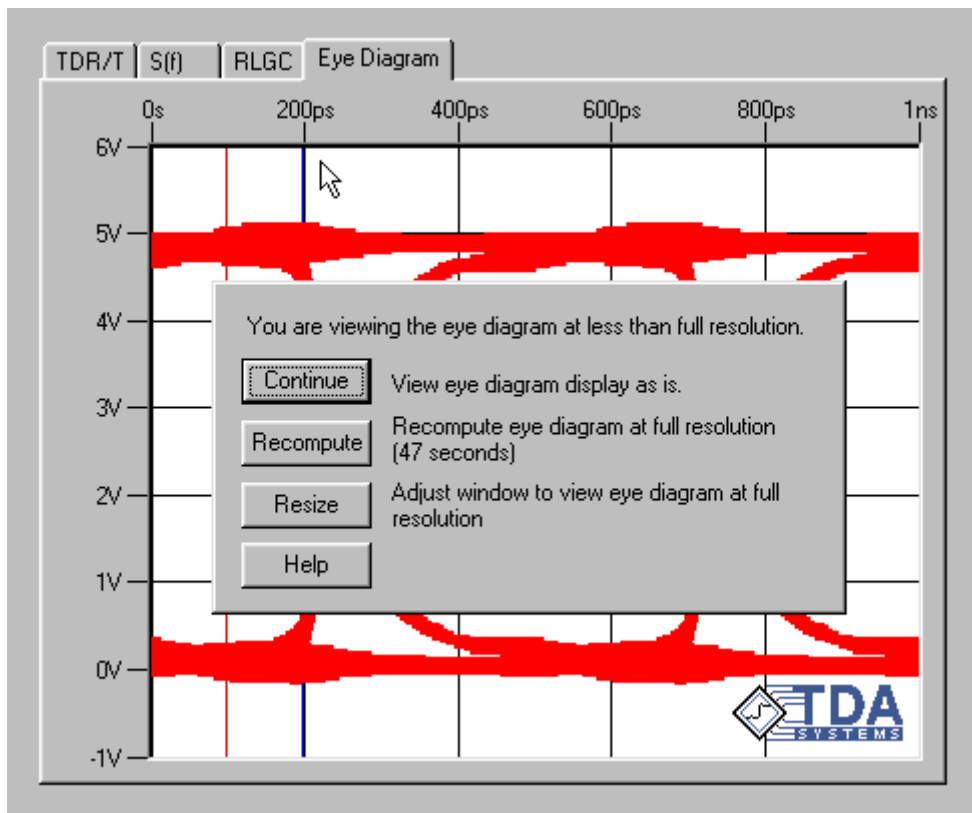 TDR/T S(f) RLGC Eye Diagram
0s 200ps 400ps 600ps 800ps 1ns
6V
5V
4V
3V
2V
1V
0V
-1V
You are viewing the eye diagram at less than full resolution.
Continue View eye diagram display as is.
Recompute Recompute eye diagram at full resolution
(47 seconds)
Resize Adjust window to view eye diagram at full
resolution
Help
TDA
SYSTEMS